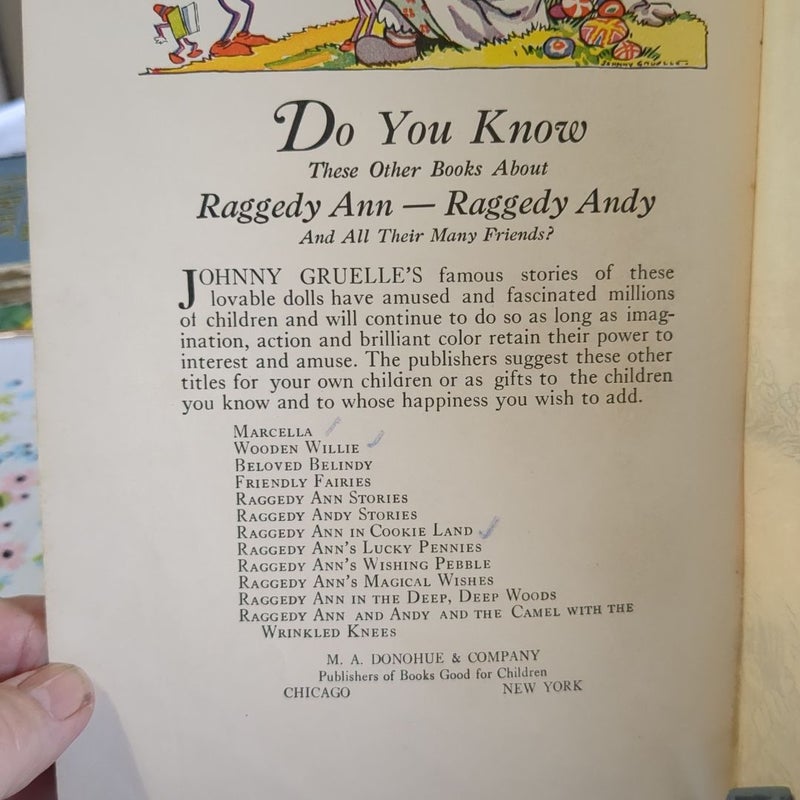 JOHNNY GRUELLE
Do You Know
These Other Books About
Raggedy Ann — Raggedy Andy
And All Their Many Friends?
JOHNNY GRUELLE'S famous stories of these
lovable dolls have amused and fascinated millions
of children and will continue to do so as long as imag-
ination, action and brilliant color retain their power to
interest and amuse. The publishers suggest these other
titles for your own children or as gifts to the children
you know and to whose happiness you wish to add.
MARCELLA
WOODEN WILLIE
BELOVED BELINDY
FRIENDLY FAIRIES
RAGGEDY ANN STORIES
RAGGEDY ANDY STORIES
RAGGEDY ANN IN COOKIE LAND
RAGGEDY ANN'S LUCKY PENNIES
RAGGEDY ANN'S WISHING PEBBLE
RAGGEDY ANN'S MAGICAL WISHES
RAGGEDY ANN IN THE DEEP, DEEP WOODS
RAGGEDY ANN AND ANDY AND THE CAMEL WITH THE
WRINKLED KNEES
M. A. DONOHUE & COMPANY
Publishers of Books Good for Children
CHICAGO NEW YORK